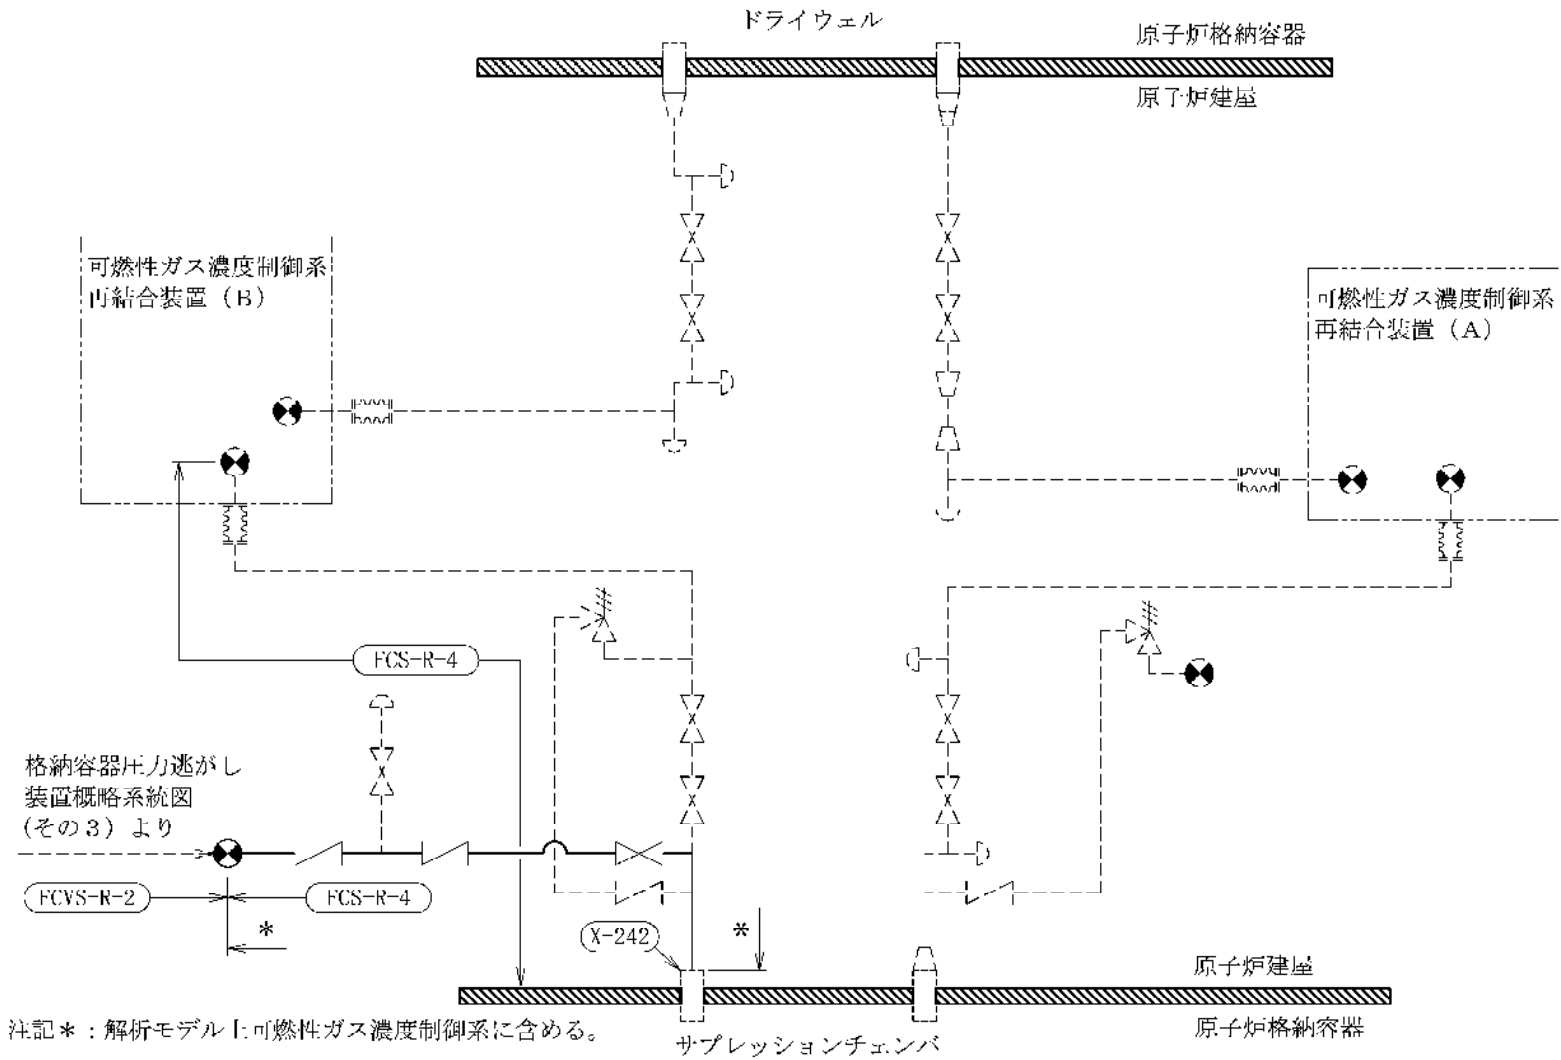 ドライウェル
原子炉格納容器
原子炉建屋
可燃性ガス濃度制御系
再結合装置（B）
可燃性ガス濃度制御系
再結合装置（A）
FCS-R-4
格納容器圧力逃がし
装置概略系統図
（その３）より
FCVS-R-2
FCS-R-4
*
X-242
*
原子炉建屋
原子炉格納容器
注記＊：解析モデル上可燃性ガス濃度制御系に含める。
サプレッションチェンバ